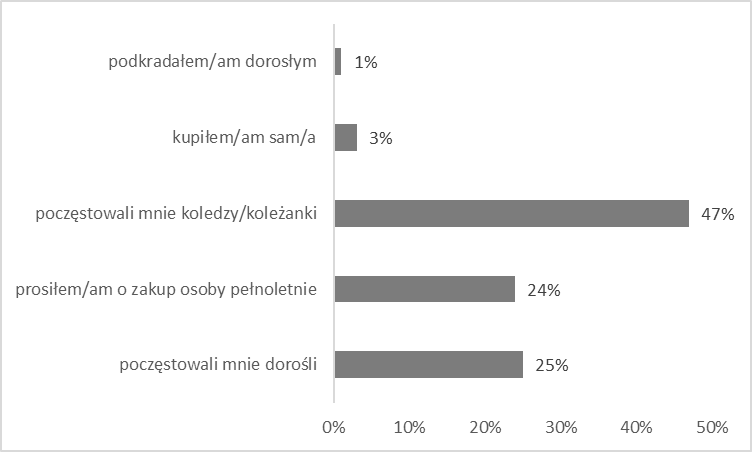 podkradałem/am dorosłym 1%
kupiłem/am sam/a 3%
poczęstowali mnie koledzy/koleżanki 47%
prosiłem/am o zakup osoby pełnoletnie 24%
poczęstowali mnie dorośli 25%
0% 10% 20% 30% 40% 50%